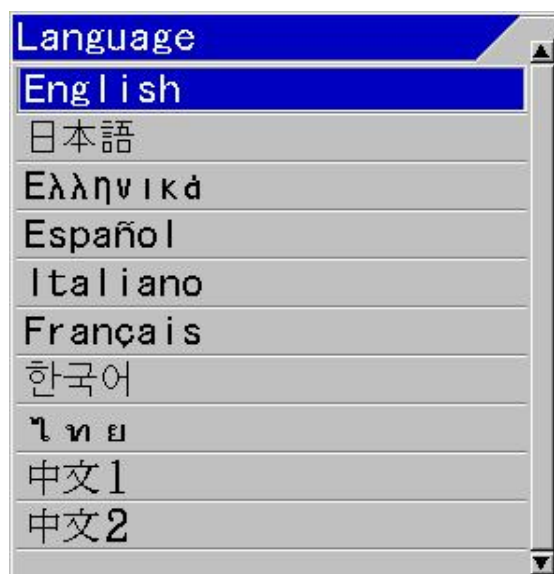 Language
English
日本語
Ελληνικά
Español
Italiano
Français
한국어
ไทย
中文1
中文2